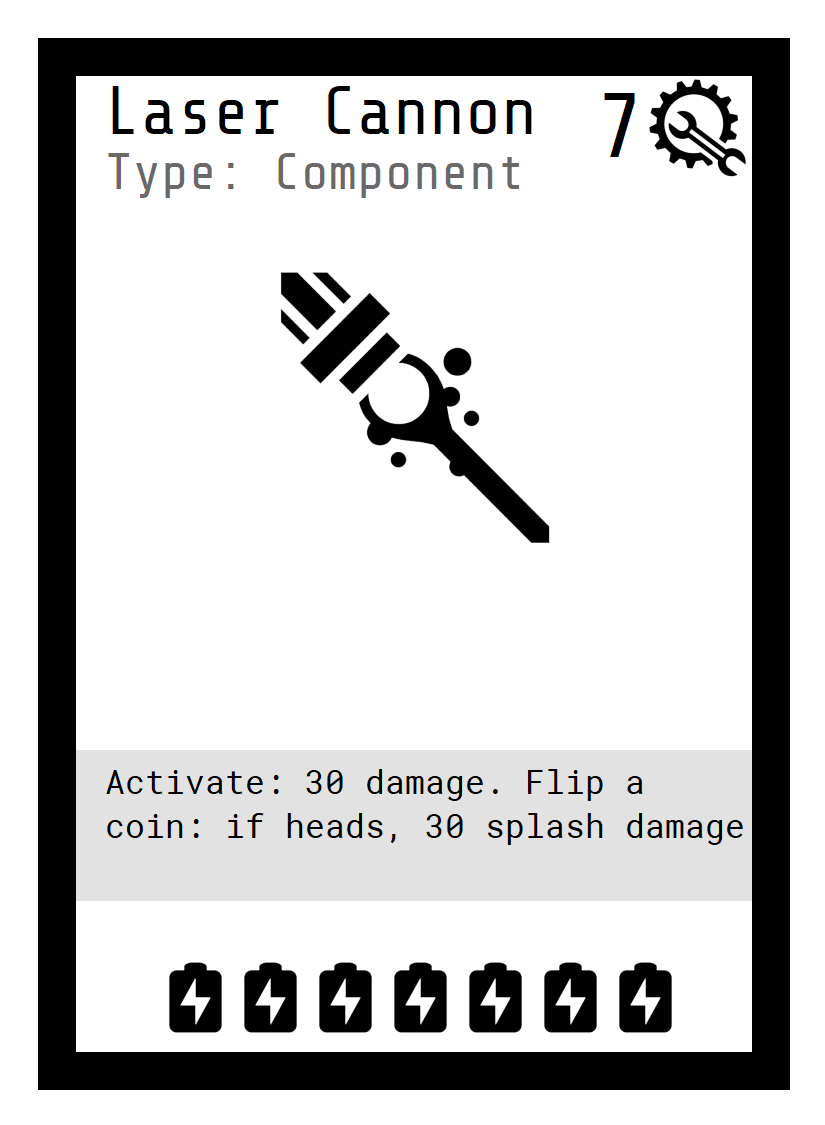 Laser Cannon
7
Type: Component
Activate: 30 damage. Flip a
coin: if heads, 30 splash damage